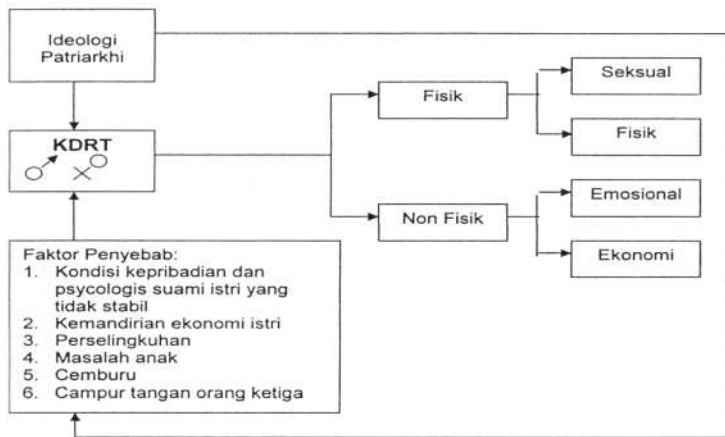 Ideologi
Patriarkhi
KDRT
Fisik
Seksual
Fisik
Non Fisik
Emosional
Ekonomi
Faktor Penyebab:
1. Kondisi kepribadian dan
psycologis suami istri yang
tidak stabil
2. Kemandirian ekonomi istri
3. Perselingkuhan
4. Masalah anak
5. Cemburu
6. Campur tangan orang ketiga